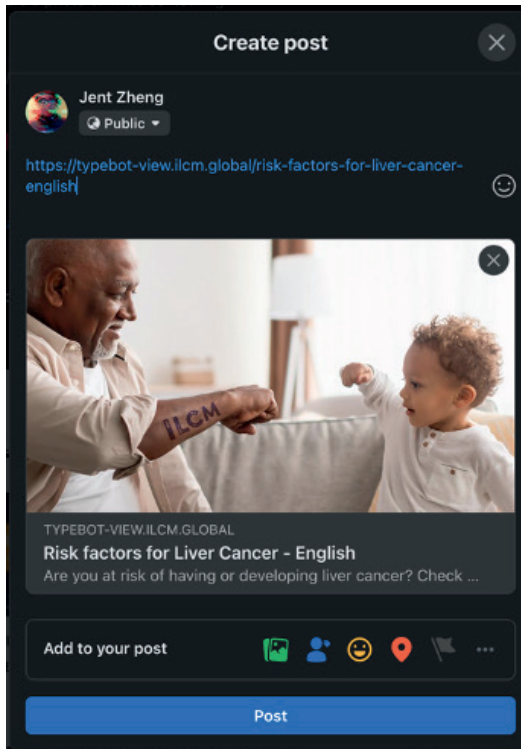 Create post
Jent Zheng
Public
https://typebot-view.ilcm.global/risk-factors-for-liver-cancer-
english
ILCM
TYPEBOT-VIEW.ILCM.GLOBAL
Risk factors for Liver Cancer - English
Are you at risk of having or developing liver cancer? Check ...
Add to your post
Post